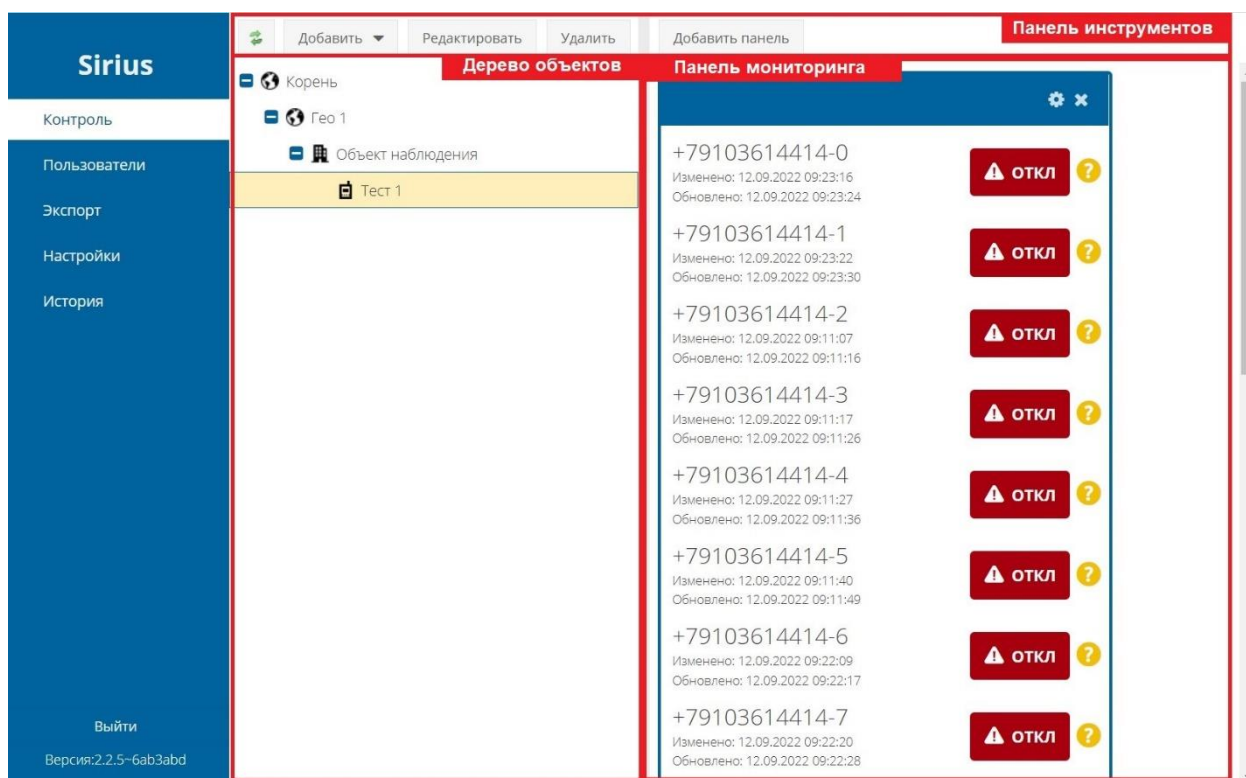 Sirius
Контроль
Пользователи
Экспорт
Настройки
История
Выйти
Версия:2.2.5~6ab3abd
Добавить
Редактировать
Удалить
Добавить панель
Панель инструментов
Дерево объектов
Панель мониторинга
Корень
Гео 1
Объект наблюдения
Тест 1
+79103614414-0
Изменено: 12.09.2022 09:23:16
Обновлено: 12.09.2022 09:23:24
ОТКЛ
+79103614414-1
Изменено: 12.09.2022 09:23:22
Обновлено: 12.09.2022 09:23:30
ОТКЛ
+79103614414-2
Изменено: 12.09.2022 09:11:07
Обновлено: 12.09.2022 09:11:16
ОТКЛ
+79103614414-3
Изменено: 12.09.2022 09:11:17
Обновлено: 12.09.2022 09:11:26
ОТКЛ
+79103614414-4
Изменено: 12.09.2022 09:11:27
Обновлено: 12.09.2022 09:11:36
ОТКЛ
+79103614414-5
Изменено: 12.09.2022 09:11:40
Обновлено: 12.09.2022 09:11:49
ОТКЛ
+79103614414-6
Изменено: 12.09.2022 09:22:09
Обновлено: 12.09.2022 09:22:17
ОТКЛ
+79103614414-7
Изменено: 12.09.2022 09:22:20
Обновлено: 12.09.2022 09:22:28
ОТКЛ